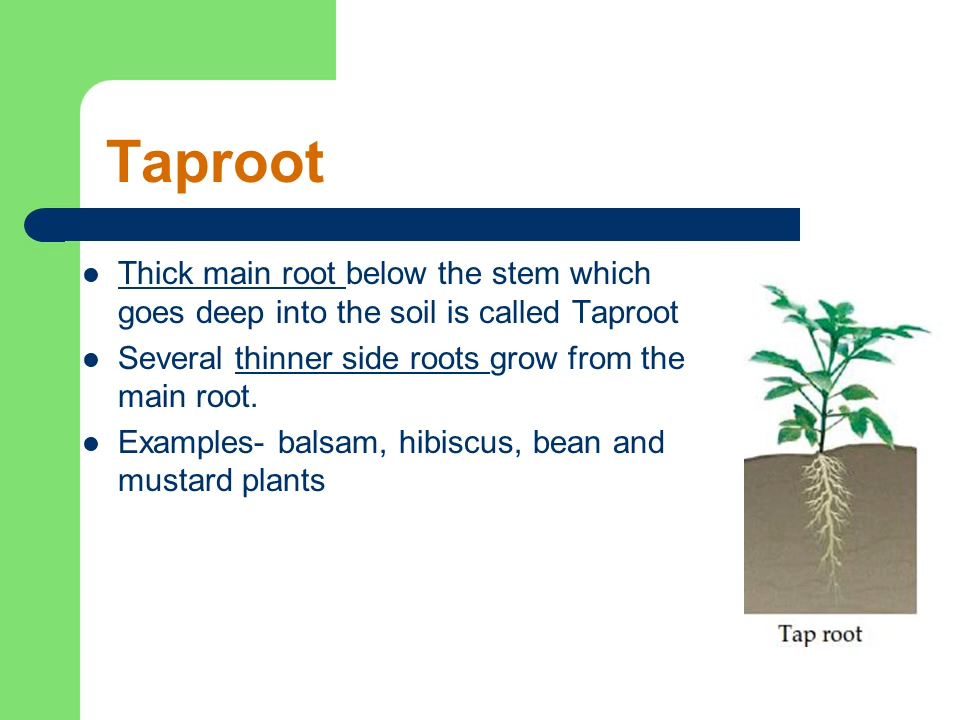 Taproot
● Thick main root below the stem which
goes deep into the soil is called Taproot
● Several thinner side roots grow from the
main root.
● Examples- balsam, hibiscus, bean and
mustard plants
Tap root